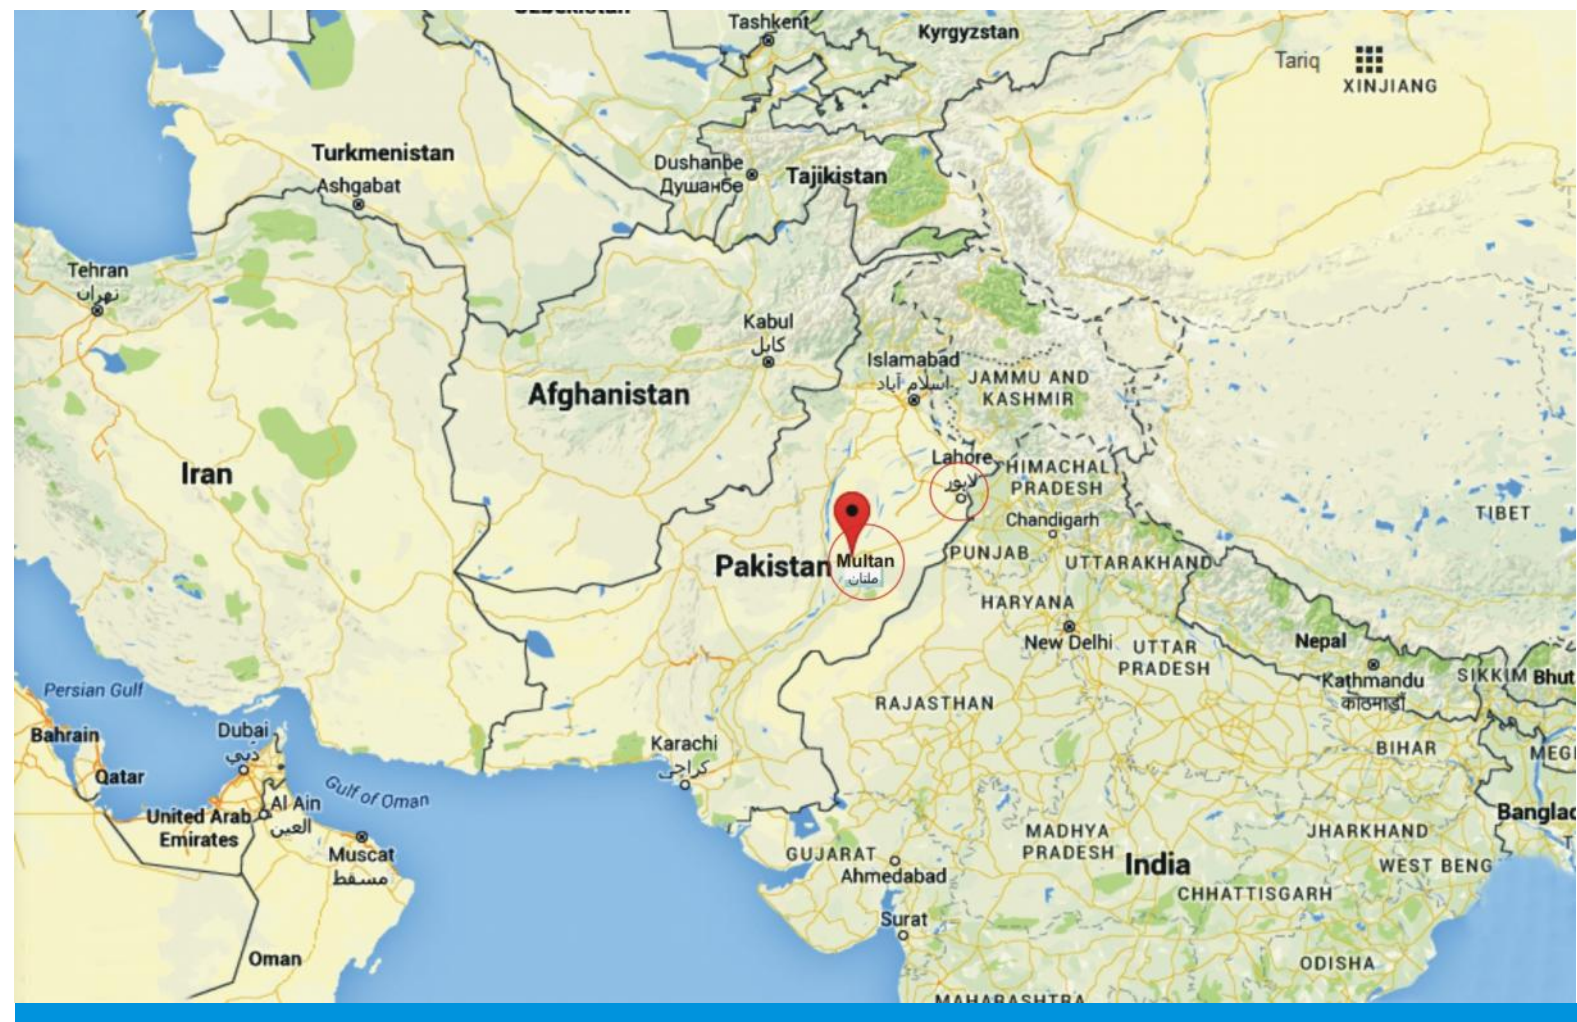 Tashkent
Kyrgyzstan
Tariq
XINJIANG
Turkmenistan
Ashgabat
Dushanbe
Душанбе
Tajikistan
Tehran
تهران
Kabul
کابل
Islamabad
اسلام آباد
JAMMU AND
KASHMIR
Afghanistan
Iran
Lahore
لاہور
HIMACHAL
PRADESH
TIBET
Chandigarh
PUNJAB
UTTARAKHAND
Pakistan
Multan
ملتان
HARYANA
New Delhi
UTTAR
PRADESH
Nepal
Kathmandu
काठमाडौं
SIKKIM
Bhut
Persian Gulf
RAJASTHAN
Bahrain
Dubai
دبي
Karachi
کراچی
BIHAR
MEG
Qatar
Gulf of Oman
United Arab
Emirates
Al Ain
العين
Banglad
Muscat
مسقط
MADHYA
PRADESH
JHARKHAND
GUJARAT
Ahmedabad
India
WEST BENG
CHHATTISGARH
Surat
Oman
ODISHA
MAHARASHTRA